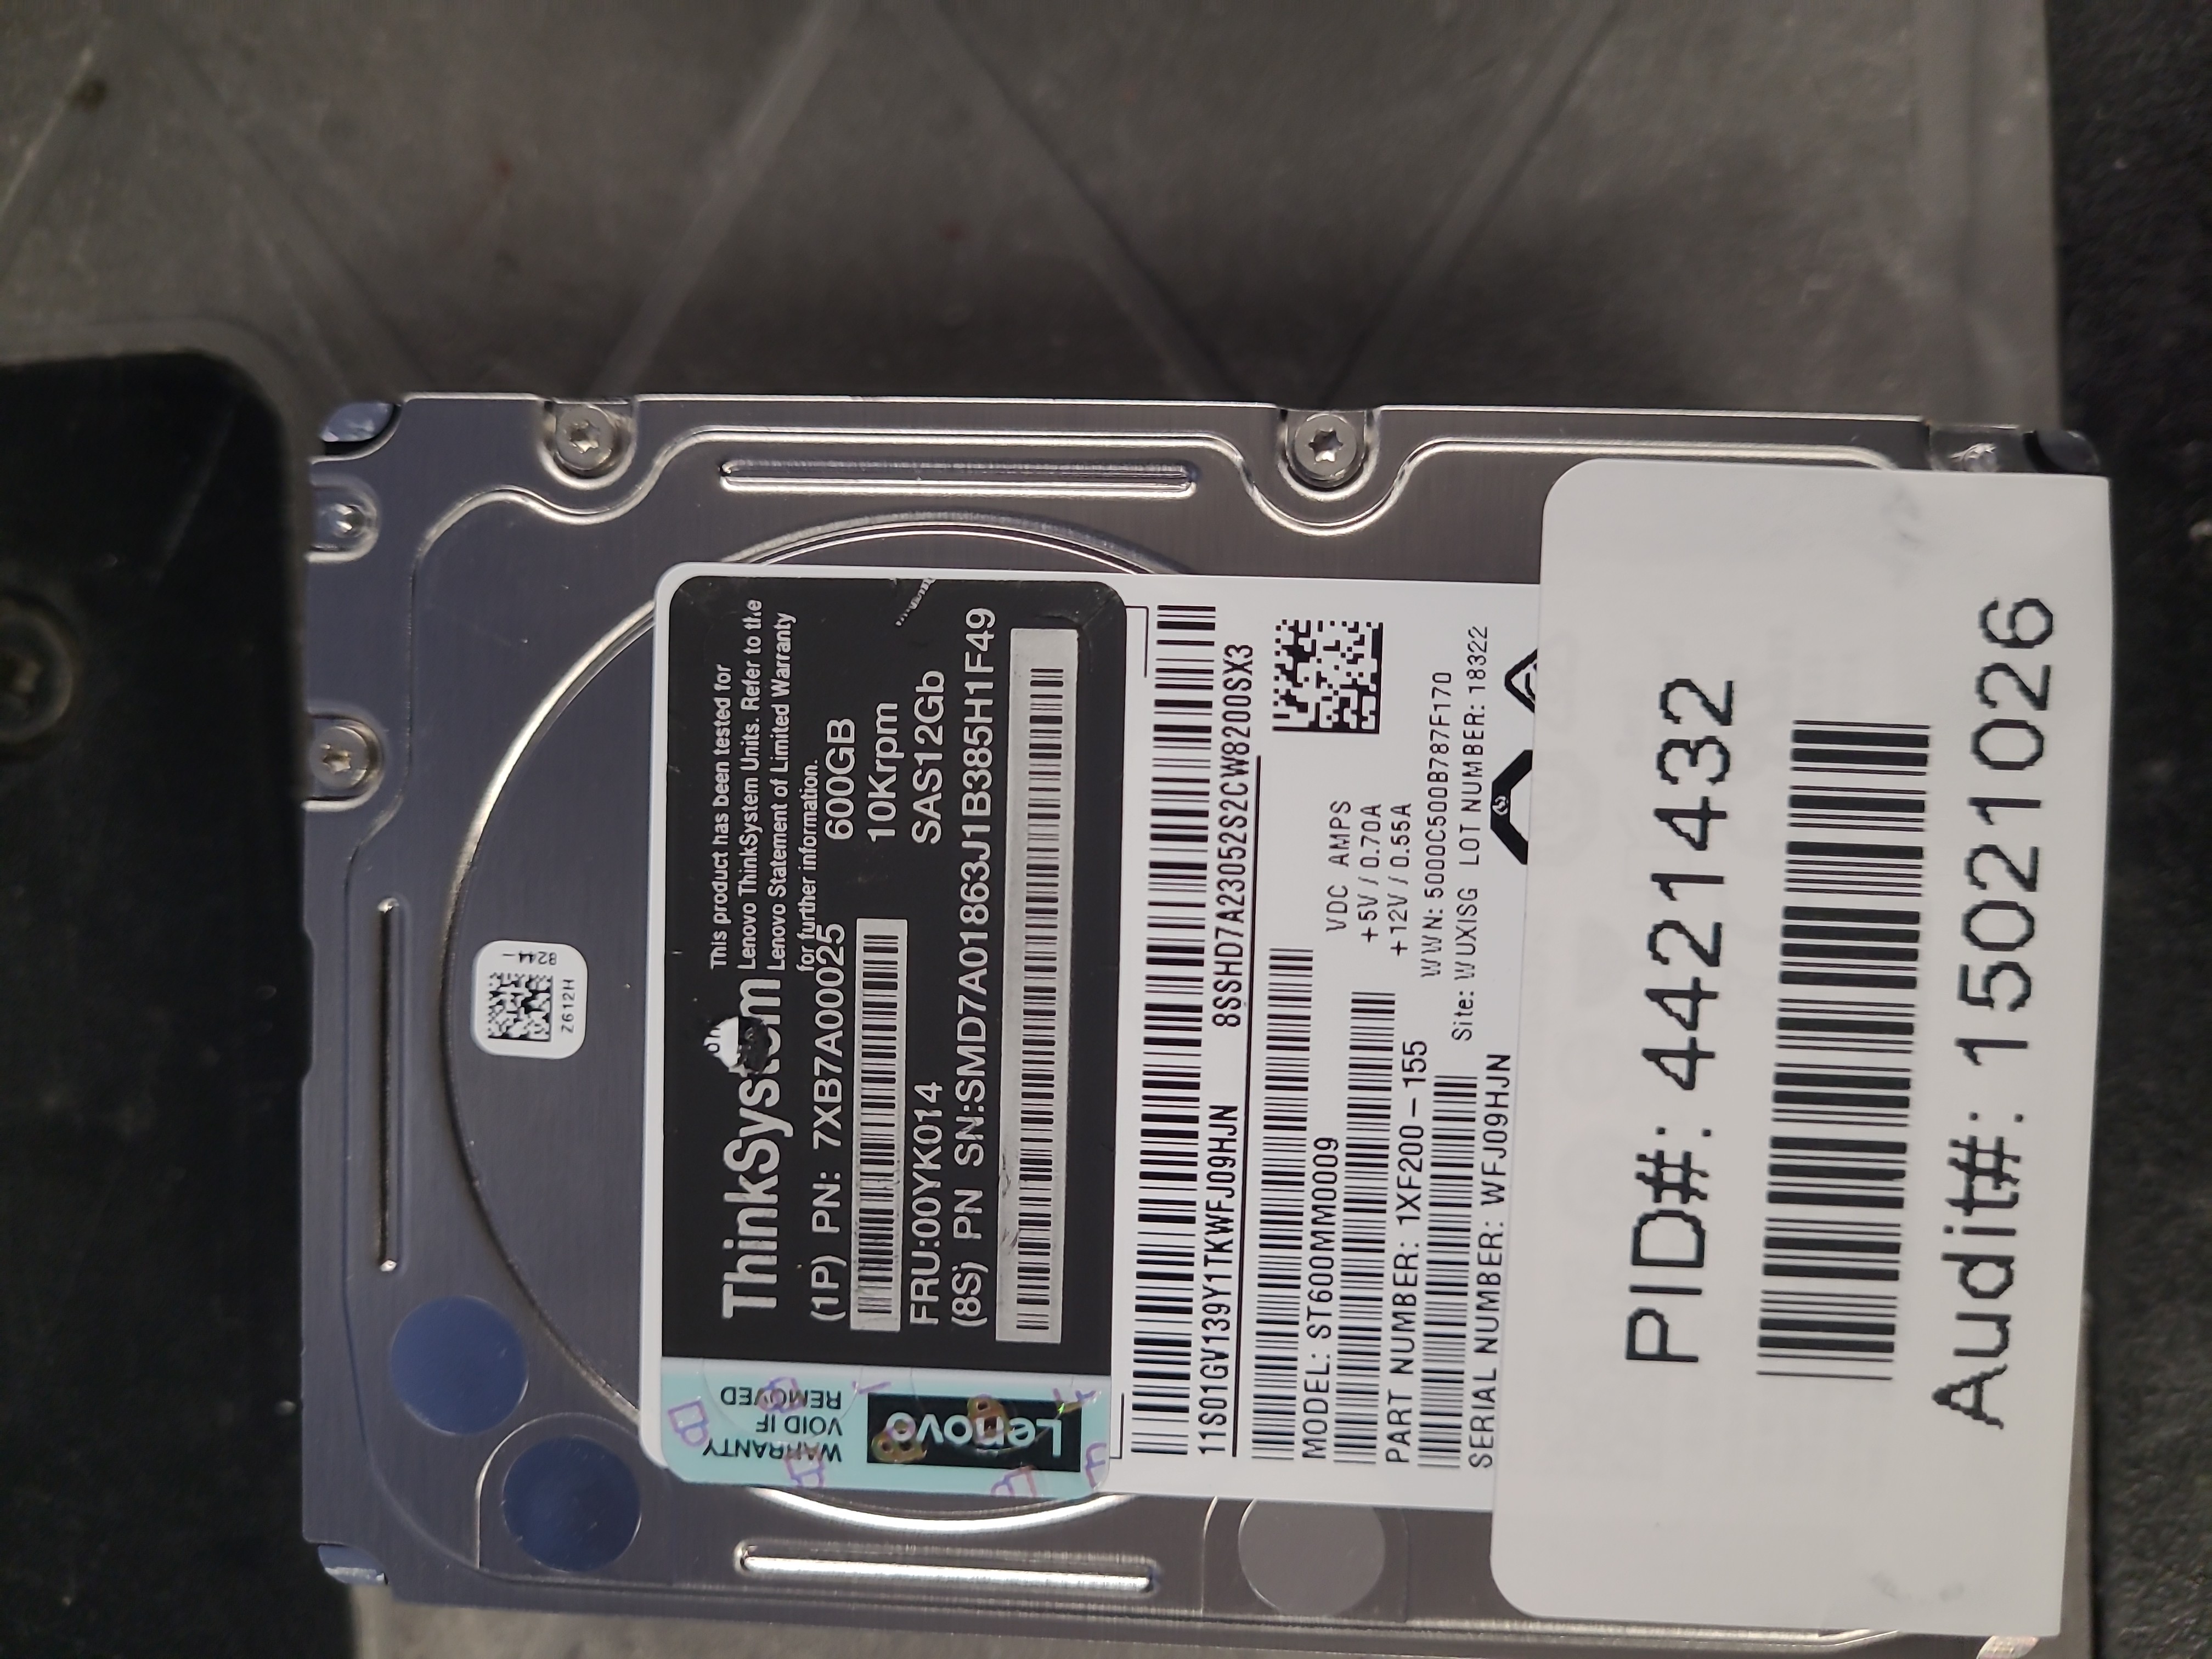 8244-
Z612H
WARRANTY
VOID IF
REMOVED
Lenovo
This product has been tested for
Lenovo ThinkSystem Units. Refer to the
Lenovo Statement of Limited Warranty
for further information.
(1P) PN: 7XB7A00025
600GB
10Krpm
FRU:00YK014
SAS12Gb
(8S) PN SN:SMD7A01863J1B385H1F49
11S01GV139Y1TKWFJ09HJN 8SSHD7A23052S2CW8200SX3
MODEL: ST600MM0009
VDC AMPS
+5V / 0.70A
+12V / 0.55A
PART NUMBER: 1XF200-155
WWN: 5000C500B787F170
Site: WUXISG LOT NUMBER: 18322
SERIAL NUMBER: WFJ09HJN
PID#: 4421432
Audit#: 15021026